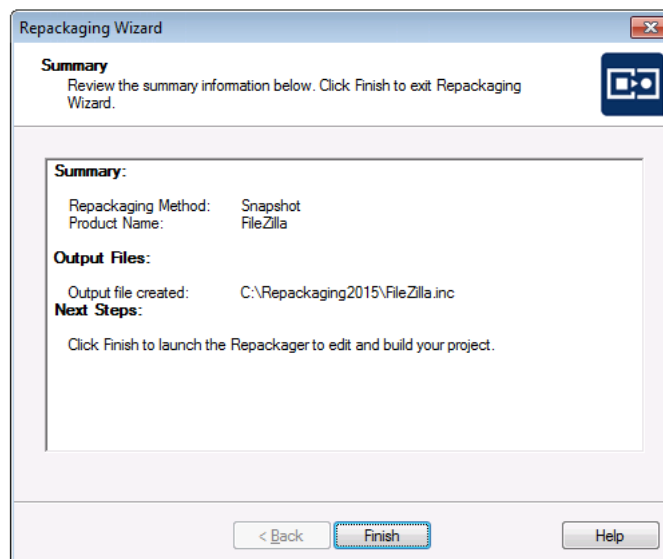 Repackaging Wizard
Summary
Review the summary information below. Click Finish to exit Repackaging
Wizard.
Summary:
Repackaging Method: Snapshot
Product Name: FileZilla
Output Files:
Output file created: C:\Repackaging2015\FileZilla.inc
Next Steps:
Click Finish to launch the Repackager to edit and build your project.
< Back Finish Help